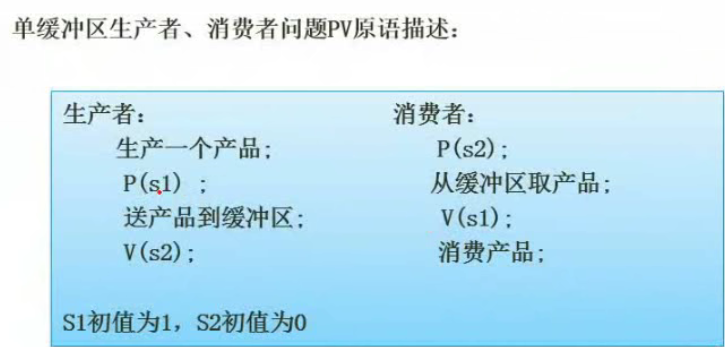 单缓冲区生产者、消费者问题PV原语描述：
生产者：
生产一个产品;
P(s1) ;
送产品到缓冲区;
V(s2);
消费者：
P(s2);
从缓冲区取产品;
V(s1);
消费产品;
S1初值为1，S2初值为0